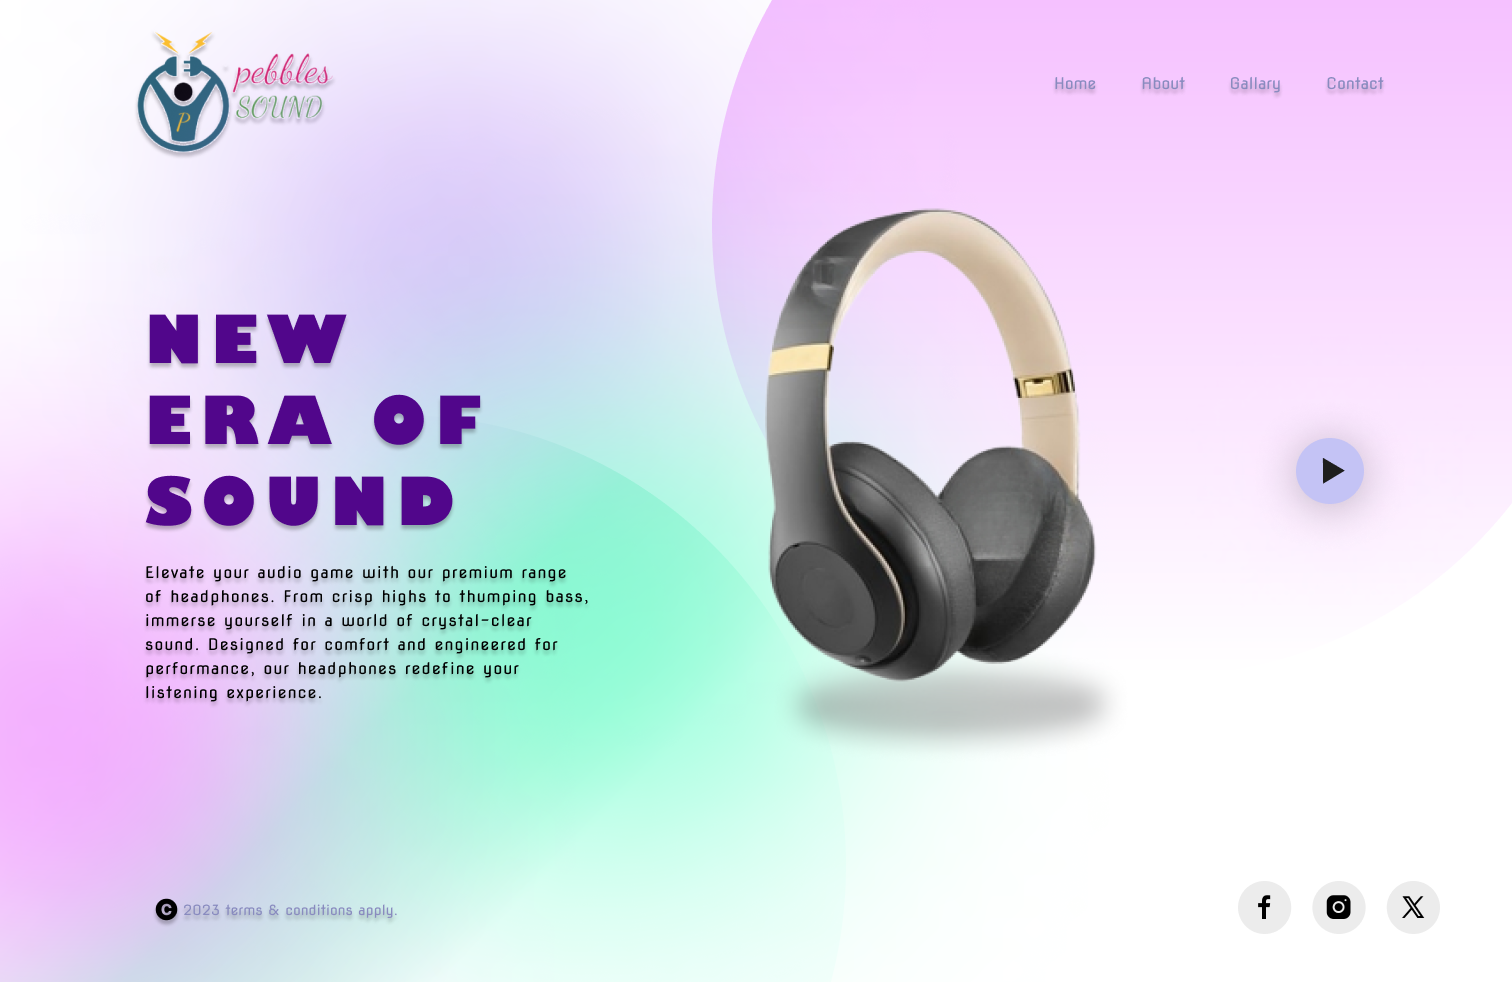 pebbles
SOUND
P
Home About Gallary Contact
NEW
ERA OF
SOUND
Elevate your audio game with our premium range
of headphones. From crisp highs to thumping bass,
immerse yourself in a world of crystal-clear
sound. Designed for comfort and engineered for
performance, our headphones redefine your
listening experience.
© 2023 terms & conditions apply.